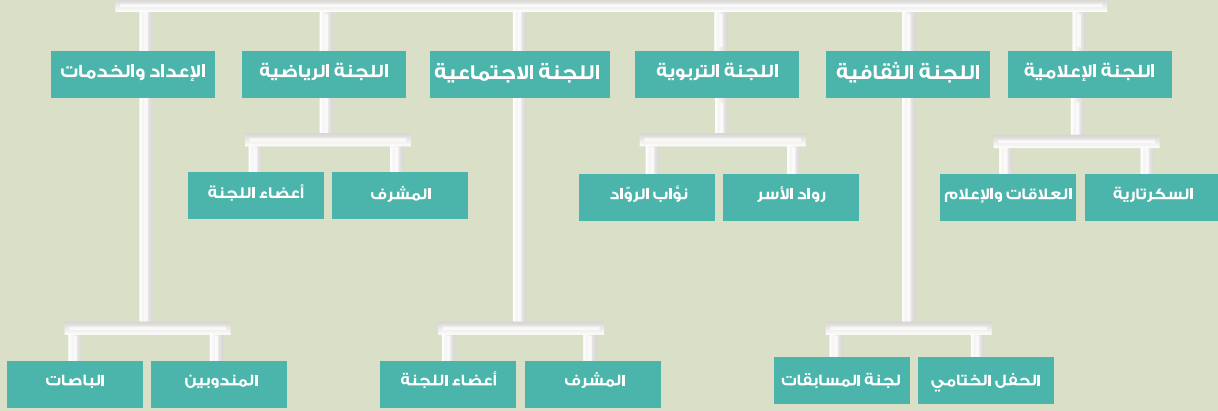 اللجنة الإعلامية
اللجنة الثقافية
اللجنة التربوية
اللجنة الاجتماعية
اللجنة الرياضية
الإعداد والخدمات
السكرتارية
العلاقات والإعلام
رواد الأسر
نوّاب الروّاد
المشرف
أعضاء اللجنة
الحفل الختامي
لجنة المسابقات
المشرف
أعضاء اللجنة
المندوبين
الباصات